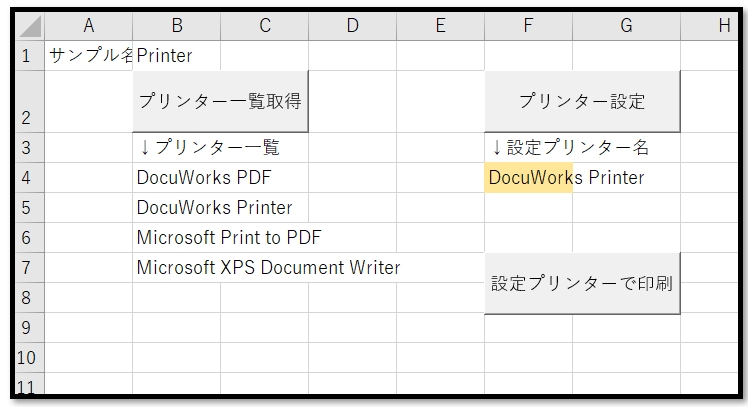 A B C D E F G H
1 サンプル名 Printer
2 プリンター一覧取得 プリンター設定
3 ↓プリンター一覧 ↓設定プリンター名
4 DocuWorks PDF DocuWorks Printer
5 DocuWorks Printer
6 Microsoft Print to PDF
7 Microsoft XPS Document Writer
8 設定プリンターで印刷
9
10
11